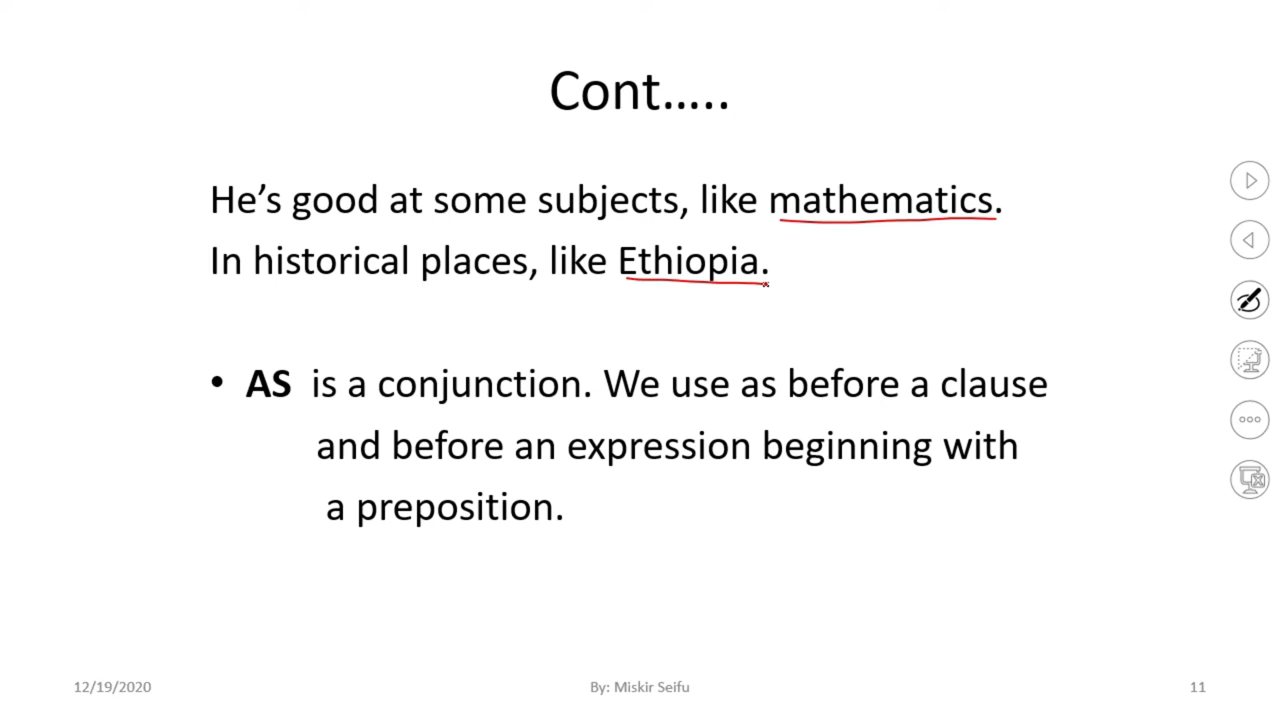 Cont…..
He’s good at some subjects, like mathematics.
In historical places, like Ethiopia.
• AS is a conjunction. We use as before a clause
and before an expression beginning with
a preposition.
12/19/2020
By: Miskir Seifu
11